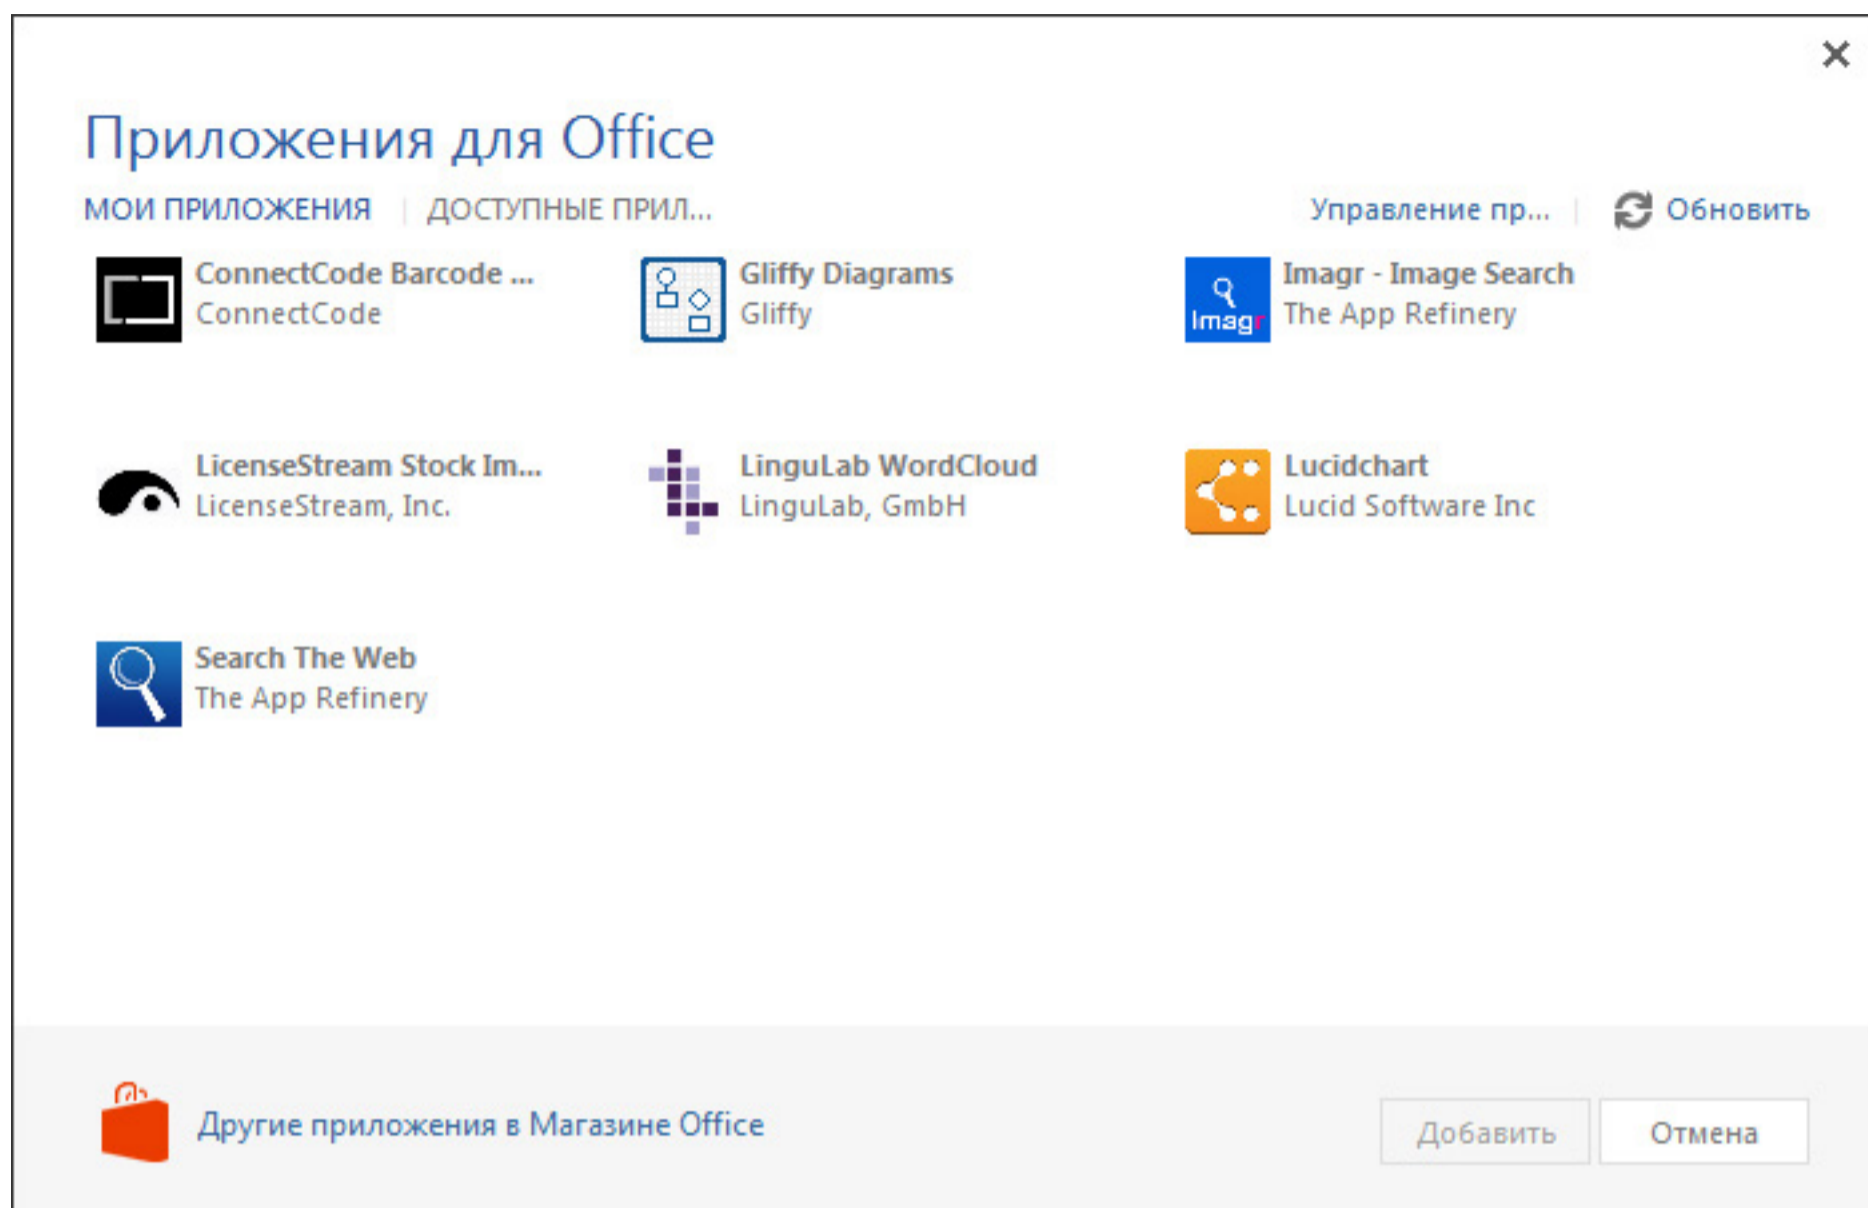 Приложения для Office
МОИ ПРИЛОЖЕНИЯ | ДОСТУПНЫЕ ПРИЛ...
Управление пр... | Обновить
ConnectCode Barcode ...
ConnectCode
Gliffy Diagrams
Gliffy
Imagr
Imagr - Image Search
The App Refinery
LicenseStream Stock Im...
LicenseStream, Inc.
LinguLab WordCloud
LinguLab, GmbH
Lucidchart
Lucid Software Inc
Search The Web
The App Refinery
Другие приложения в Магазине Office
Добавить
Отмена